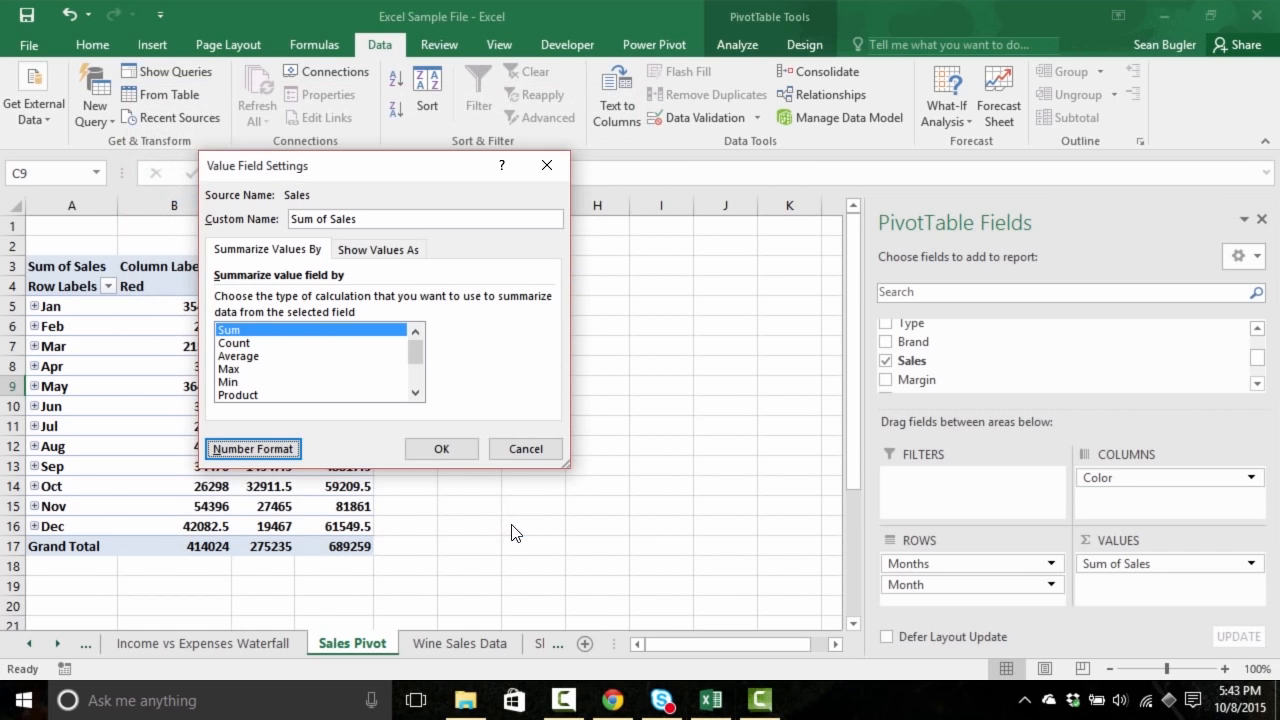 Excel Sample File - Excel
PivotTable Tools
File Home Insert Page Layout Formulas Data Review View Developer Power Pivot Analyze Design Tell me what you want to do... Sean Bugler Share
Get External Data
New Query
Show Queries
From Table
Recent Sources
Get & Transform
Refresh All
Connections
Properties
Edit Links
Connections
A Z
Z A
Z A A Z
Sort
Filter
Clear
Reapply
Advanced
Sort & Filter
Text to Columns
Flash Fill
Remove Duplicates
Data Validation
Consolidate
Relationships
Manage Data Model
Data Tools
What-If Analysis
Forecast Sheet
Forecast
Group
Ungroup
Subtotal
Outline
C9
Value Field Settings
?
Source Name: Sales
Custom Name: Sum of Sales
Summarize Values By Show Values As
Summarize value field by
Choose the type of calculation that you want to use to summarize
data from the selected field
Sum
Count
Average
Max
Min
Product
Number Format OK Cancel
A B H I J K
1
2
3 Sum of Sales Column Labe
4 Row Labels Red
5 Jan
6 Feb
7 Mar
8 Apr
9 May
10 Jun
11 Jul
12 Aug
13 Sep
14 Oct 26298 32911.5 59209.5
15 Nov 54396 27465 81861
16 Dec 42082.5 19467 61549.5
17 Grand Total 414024 275235 689259
18
19
20
21
PivotTable Fields
Choose fields to add to report:
Search
Type
Brand
Sales
Margin
Drag fields between areas below:
FILTERS
COLUMNS
Color
ROWS
Months
Month
Σ VALUES
Sum of Sales
Defer Layout Update UPDATE
... Income vs Expenses Waterfall Sales Pivot Wine Sales Data Sl ...
Ready 100%
Ask me anything
5:43 PM
10/8/2015